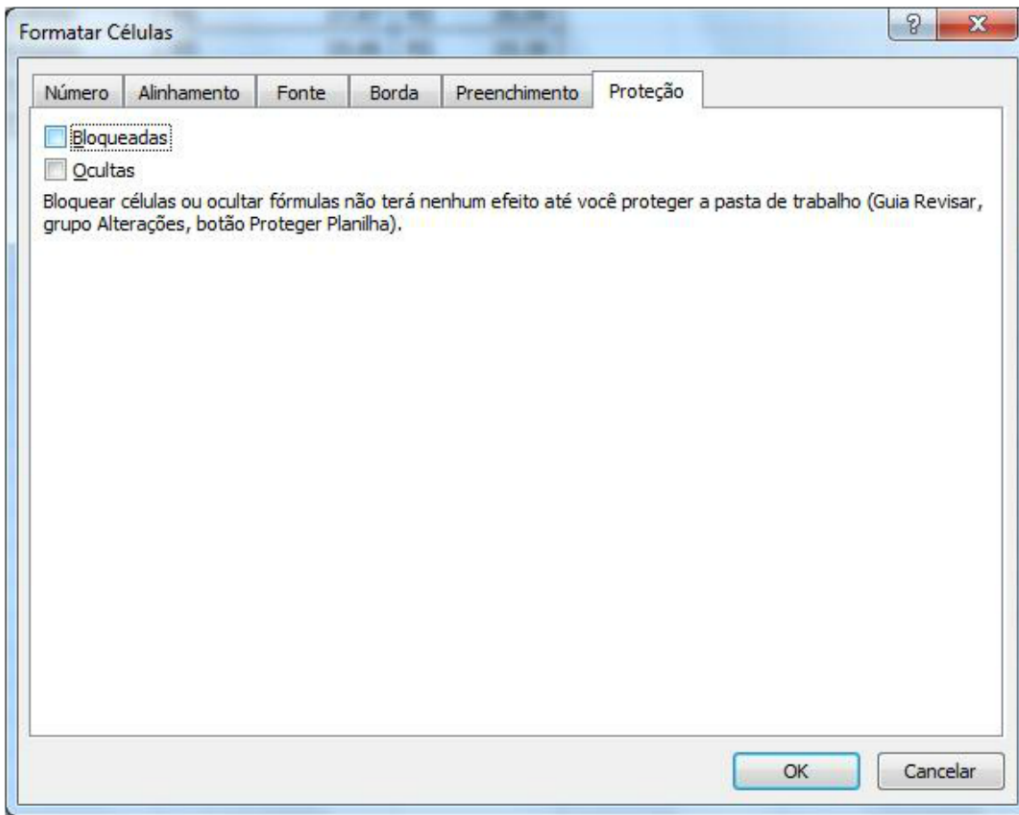 Formatar Células
Número Alinhamento Fonte Borda Preenchimento Proteção
Bloqueadas
Ocultas
Bloquear células ou ocultar fórmulas não terá nenhum efeito até você proteger a pasta de trabalho (Guia Revisar,
grupo Alterações, botão Proteger Planilha).
OK Cancelar